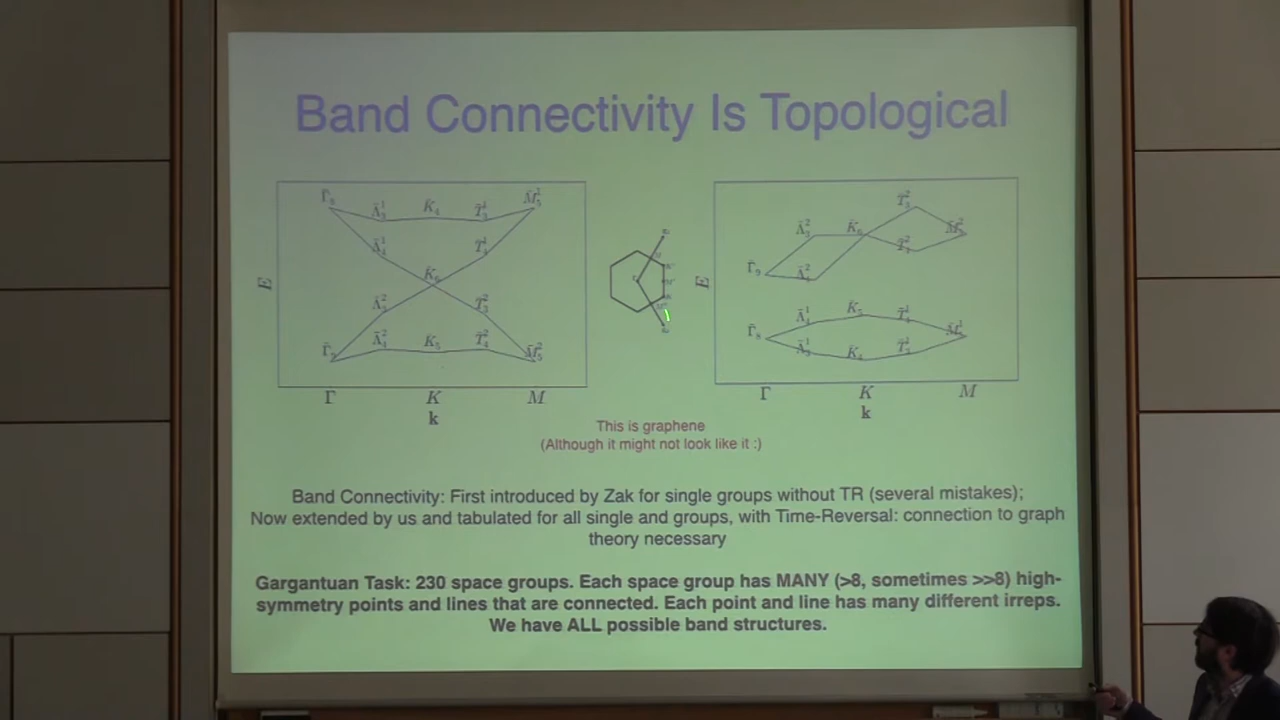 Band Connectivity Is Topological
E
Γ
K
M
k
E
Γ
K
M
k
This is graphene
(Although it might not look like it :)
Band Connectivity: First introduced by Zak for single groups without TR (several mistakes);
Now extended by us and tabulated for all single and groups, with Time-Reversal: connection to graph
theory necessary
Gargantuan Task: 230 space groups. Each space group has MANY (>8, sometimes >>8) high-
symmetry points and lines that are connected. Each point and line has many different irreps.
We have ALL possible band structures.